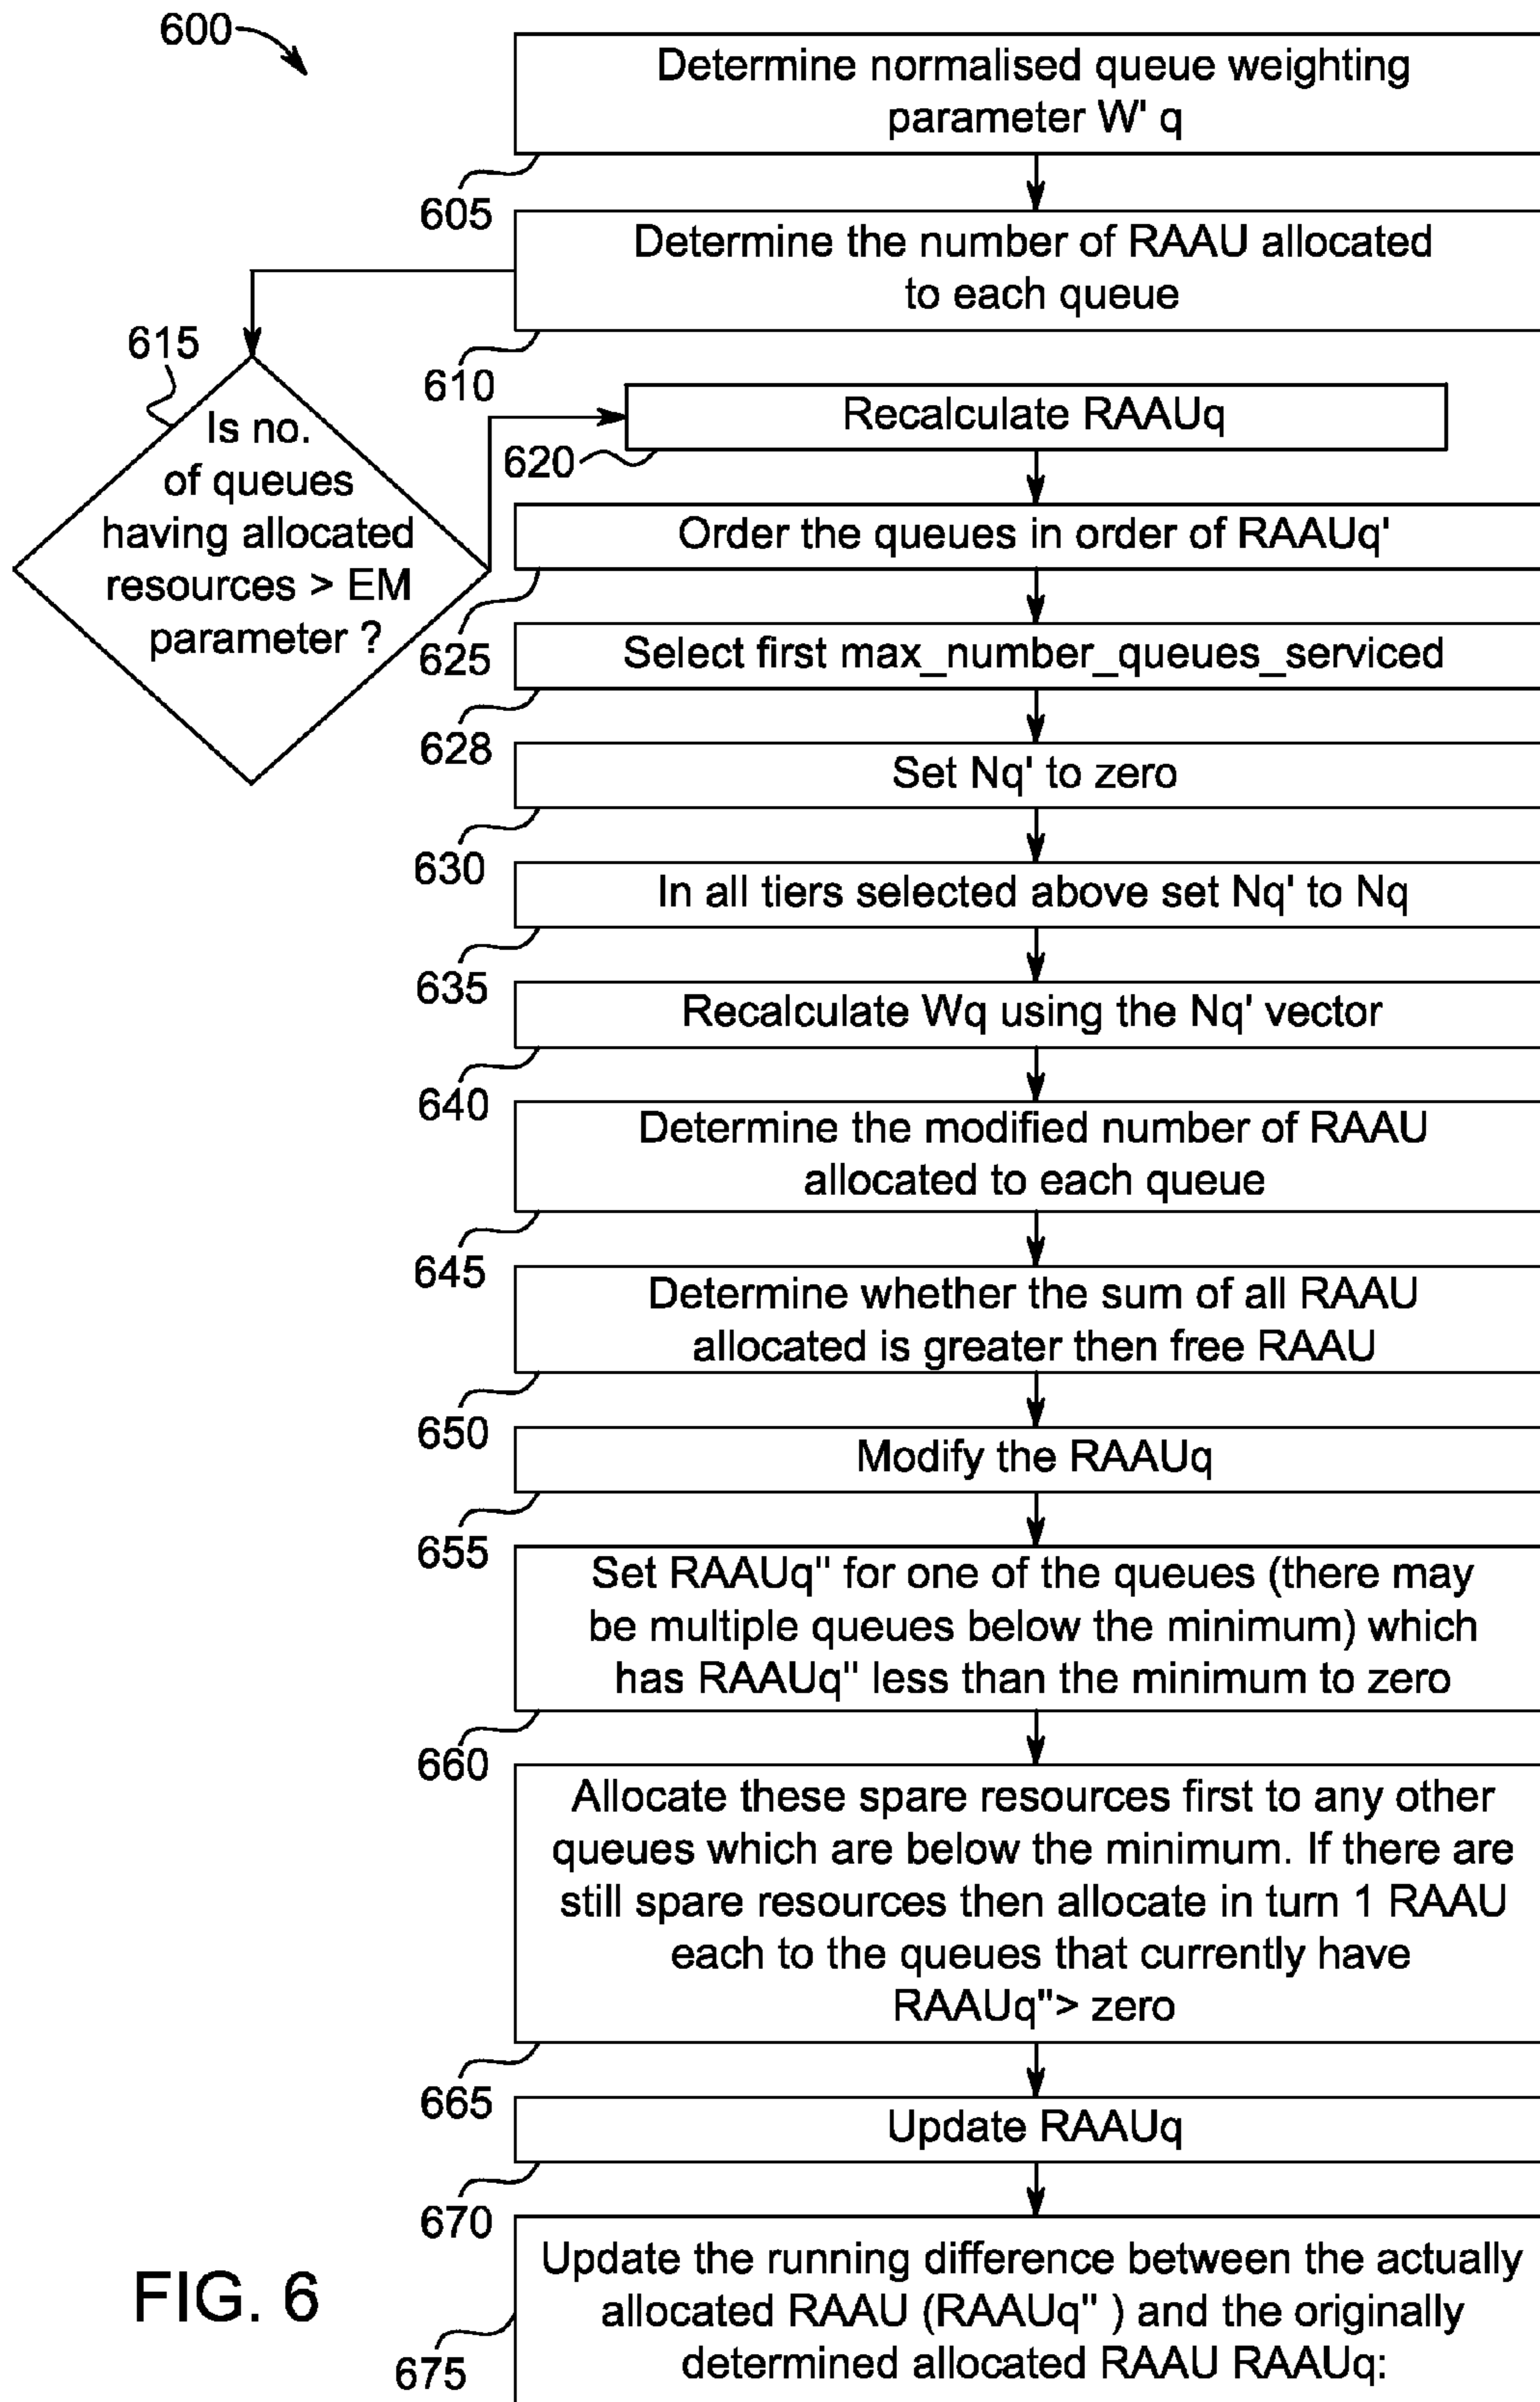 600
Determine normalised queue weighting
parameter W' q
605
Determine the number of RAAU allocated
to each queue
610
615
Is no.
of queues
having allocated
resources > EM
parameter ?
Recalculate RAAUq
620
Order the queues in order of RAAUq'
625
Select first max_number_queues_serviced
628
Set Nq' to zero
630
In all tiers selected above set Nq' to Nq
635
Recalculate Wq using the Nq' vector
640
Determine the modified number of RAAU
allocated to each queue
645
Determine whether the sum of all RAAU
allocated is greater then free RAAU
650
Modify the RAAUq
655
Set RAAUq" for one of the queues (there may
be multiple queues below the minimum) which
has RAAUq" less than the minimum to zero
660
Allocate these spare resources first to any other
queues which are below the minimum. If there are
still spare resources then allocate in turn 1 RAAU
each to the queues that currently have
RAAUq"> zero
665
Update RAAUq
670
Update the running difference between the actually
allocated RAAU (RAAUq" ) and the originally
determined allocated RAAU RAAUq:
675
FIG. 6